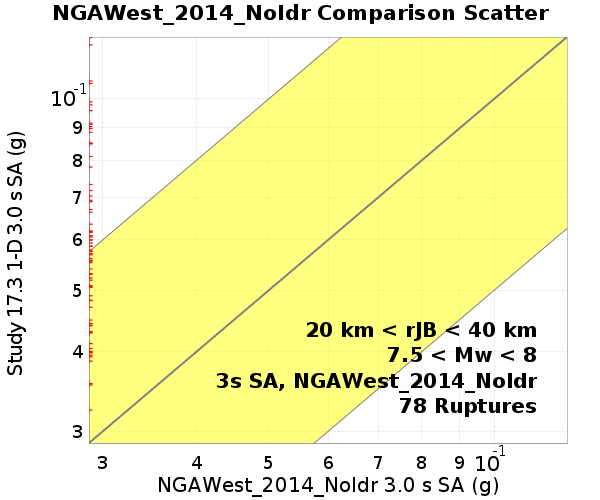 NGAWest_2014_NoIdr Comparison Scatter
Study 17.3 1-D 3.0 s SA (g)
10-1
9
8
7
6
5
4
3
20 km < rJB < 40 km
7.5 < Mw < 8
3s SA, NGAWest_2014_NoIdr
78 Ruptures
3 4 5 6 7 8 9 10-1
NGAWest_2014_NoIdr 3.0 s SA (g)